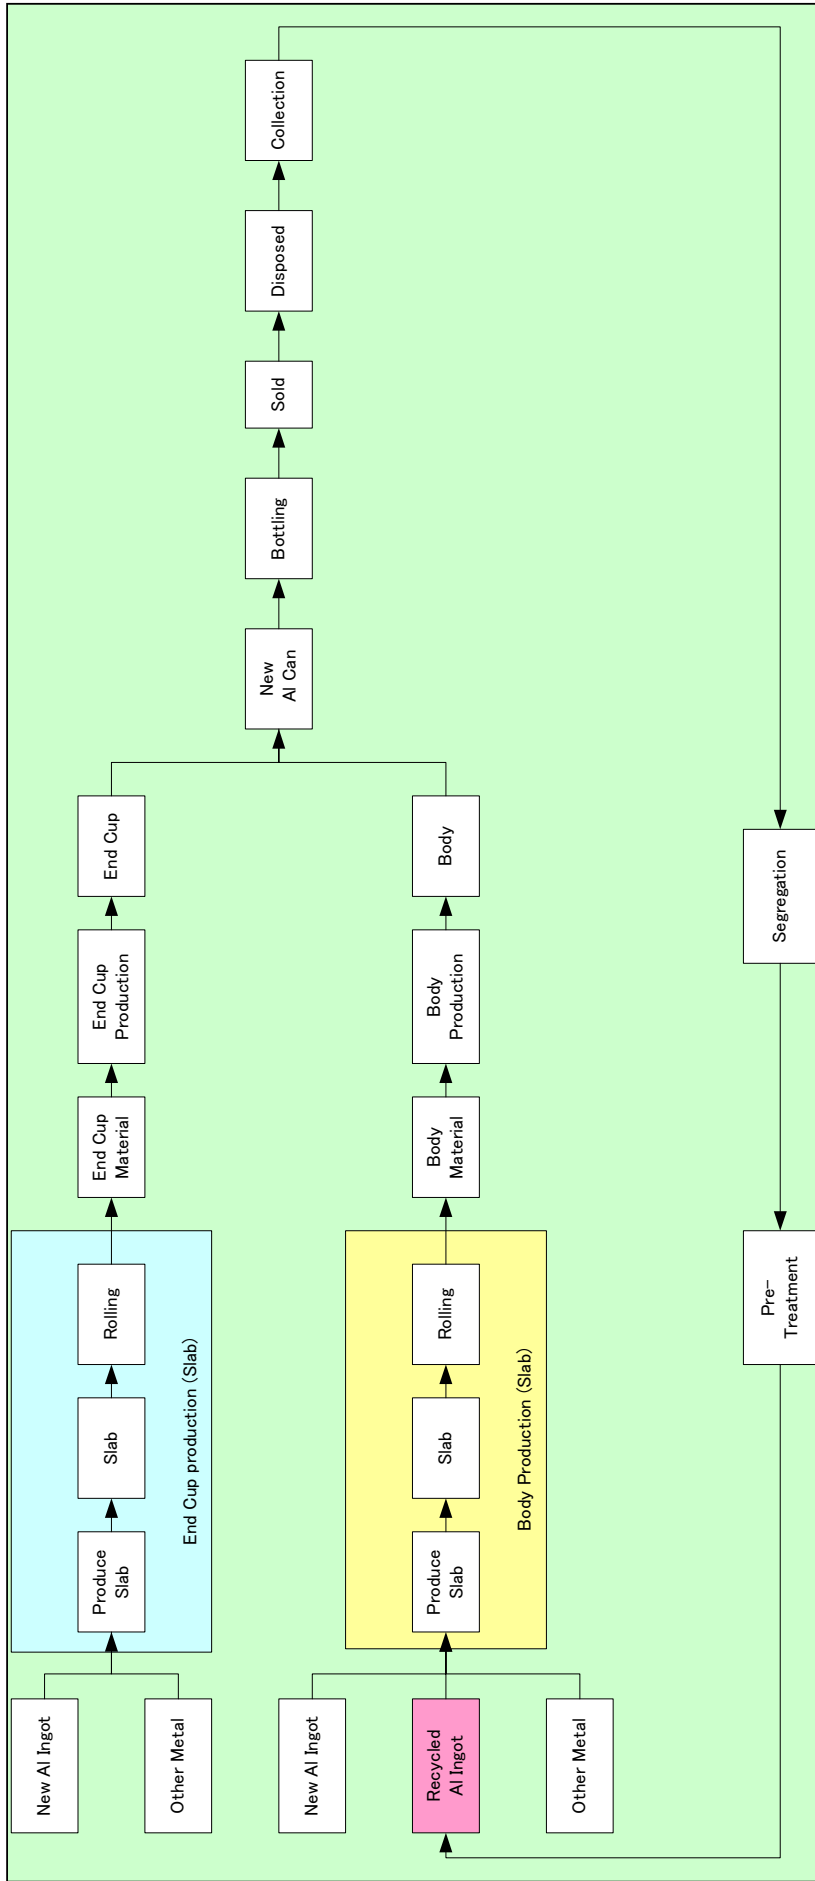 New Al Ingot
Other Metal
Produce
Slab
Slab
Rolling
End Cup production (Slab)
End Cup
Material
End Cup
Production
End Cup
New Al Ingot
Recycled
Al Ingot
Other Metal
Produce
Slab
Slab
Rolling
Body Production (Slab)
Body
Material
Body
Production
Body
New
Al Can
Bottling
Sold
Disposed
Collection
Segregation
Pre-
Treatment